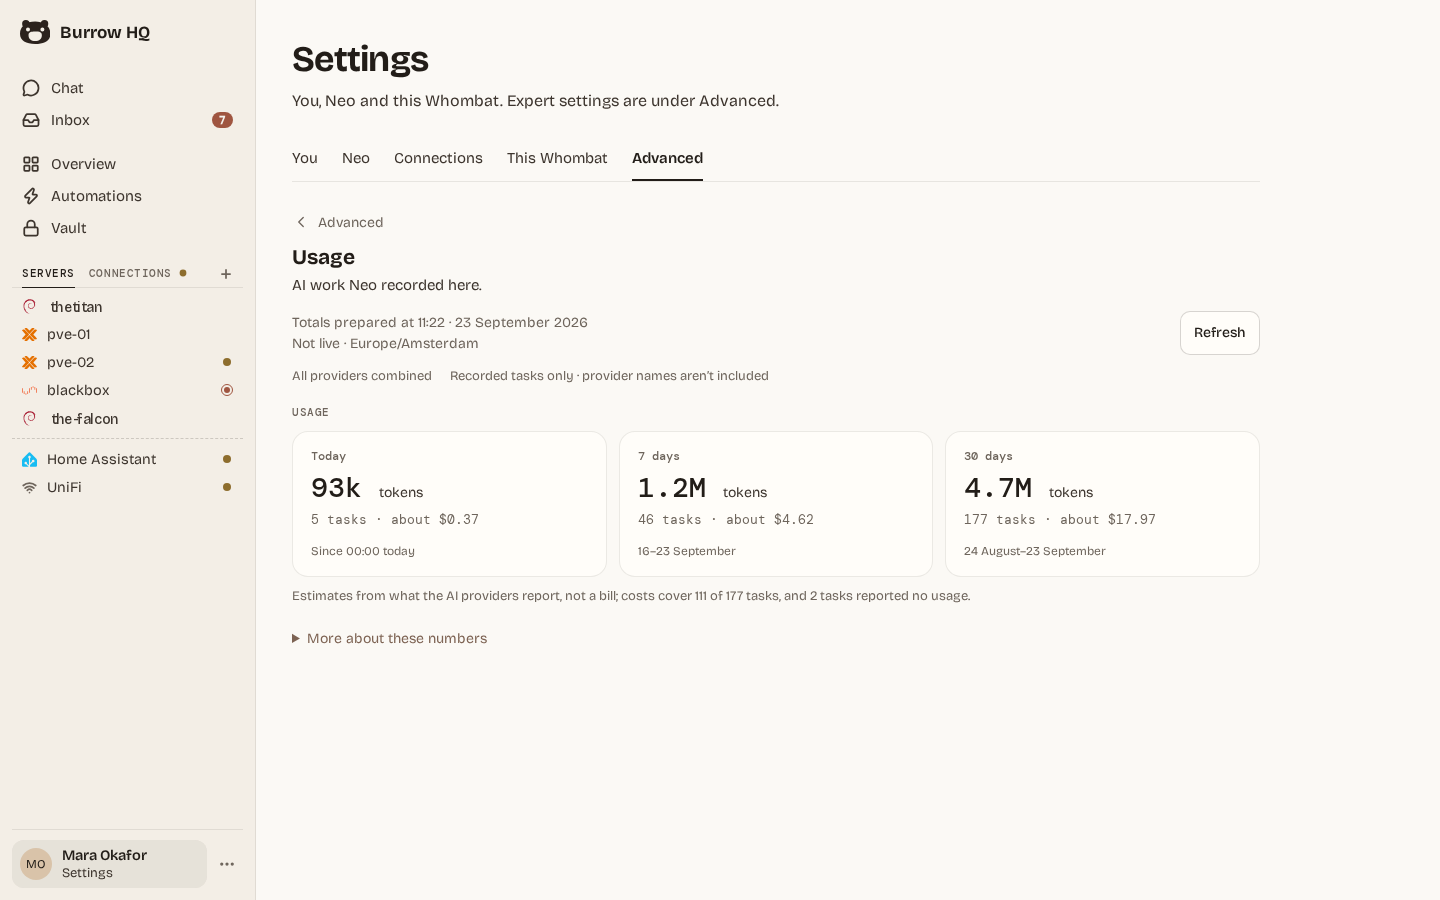 Burrow HQ
Chat
Inbox 7
Overview
Automations
Vault
SERVERS CONNECTIONS +
thetitan
pve-01
pve-02
blackbox
the-falcon
Home Assistant
UniFi
MO Mara Okafor
Settings
Settings
You, Neo and this Whombat. Expert settings are under Advanced.
You Neo Connections This Whombat Advanced
Advanced
Usage
AI work Neo recorded here.
Totals prepared at 11:22 · 23 September 2026
Not live · Europe/Amsterdam
Refresh
All providers combined Recorded tasks only · provider names aren't included
USAGE
Today
93k tokens
5 tasks · about $0.37
Since 00:00 today
7 days
1.2M tokens
46 tasks · about $4.62
16–23 September
30 days
4.7M tokens
177 tasks · about $17.97
24 August–23 September
Estimates from what the AI providers report, not a bill; costs cover 111 of 177 tasks, and 2 tasks reported no usage.
More about these numbers